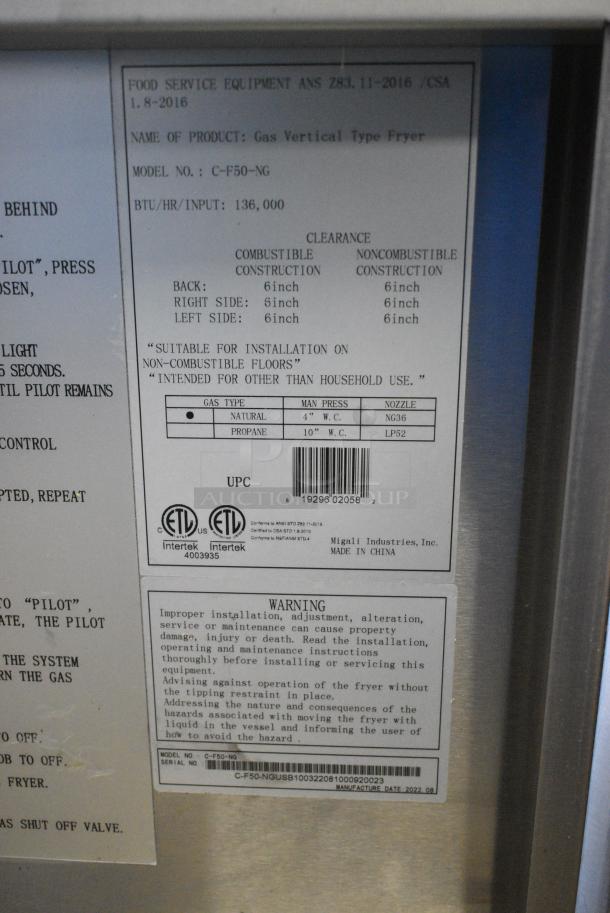 BEHIND
ILOT", PRESS
OSEN,
LIGHT
5 SECONDS.
TIL PILOT REMAINS
CONTROL
PTED, REPEAT
TO "PILOT",
ATE, THE PILOT
THE SYSTEM
RN THE GAS
TO OFF.
OB TO OFF.
FRYER.
AS SHUT OFF VALVE.
FOOD SERVICE EQUIPMENT ANS Z83.11-2016 /CSA
1.8-2016
NAME OF PRODUCT: Gas Vertical Type Fryer
MODEL NO.: C-F50-NG
BTU/HR/INPUT: 136,000
CLEARANCE
COMBUSTIBLE NONCOMBUSTIBLE
CONSTRUCTION CONSTRUCTION
BACK: 6inch 6inch
RIGHT SIDE: 6inch 6inch
LEFT SIDE: 6inch 6inch
"SUITABLE FOR INSTALLATION ON
NON-COMBUSTIBLE FLOORS"
"INTENDED FOR OTHER THAN HOUSEHOLD USE."
GAS TYPE MAN PRESS NOZZLE
● NATURAL 4" W.C. NG36
PROPANE 10" W.C. LP52
UPC
19296 02058 2
AUCTION GROUP
C ETL US ETL
Intertek Intertek
4003935
Migali Industries, Inc.
MADE IN CHINA
WARNING
Improper installation, adjustment, alteration,
service or maintenance can cause property
damage, injury or death. Read the installation,
operating and maintenance instructions
thoroughly before installing or servicing this
equipment.
Advising against operation of the fryer without
the tipping restraint in place.
Addressing the nature and consequences of the
hazards associated with moving the fryer with
liquid in the vessel and informing the user of
how to avoid the hazard .
MODEL NO C-F50-NG
SERIAL NO
C-F50-NGUSB100322081000920023
MANUFACTURE DATE 2022.08